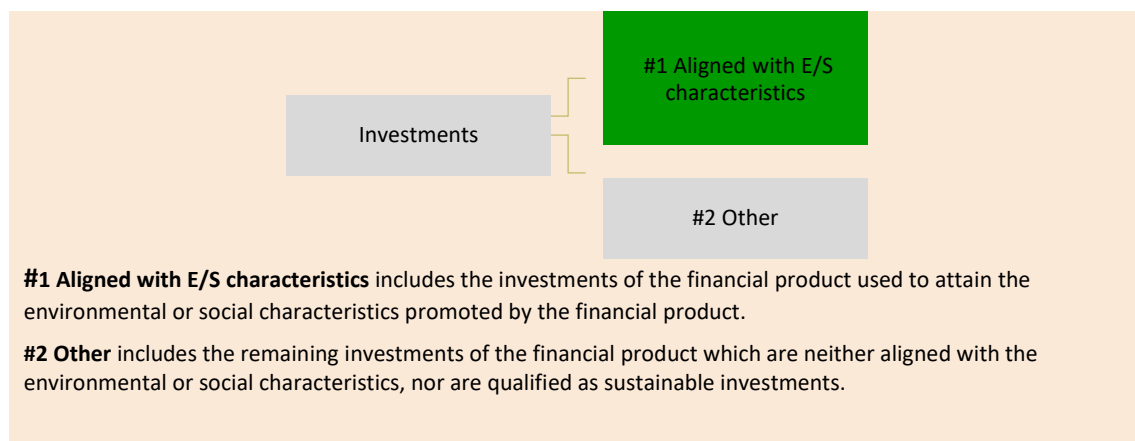 #1 Aligned with E/S
characteristics
Investments
#2 Other
#1 Aligned with E/S characteristics includes the investments of the financial product used to attain the
environmental or social characteristics promoted by the financial product.
#2 Other includes the remaining investments of the financial product which are neither aligned with the
environmental or social characteristics, nor are qualified as sustainable investments.